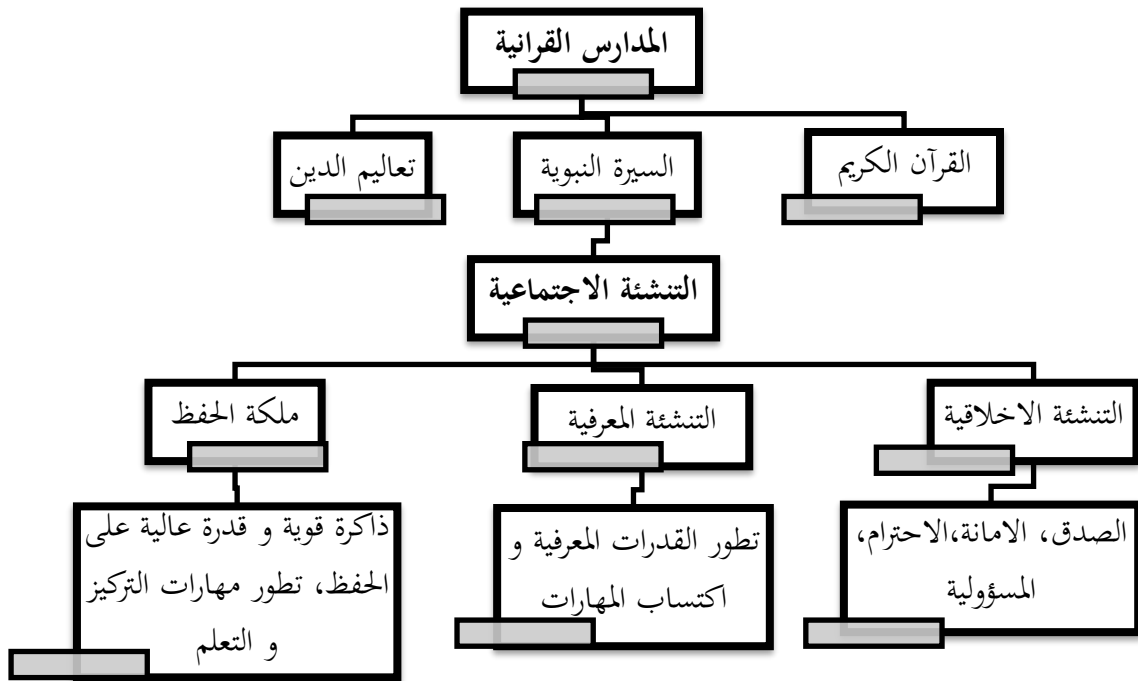 المدارس القرانية
القرآن الكريم
السيرة النبوية
تعاليم الدين
التنشئة الاجتماعية
التنشئة الاخلاقية
التنشئة المعرفية
ملكة الحفظ
الصدق، الامانة،الاحترام،
المسؤولية
تطور القدرات المعرفية و
اكتساب المهارات
ذاكرة قوية و قدرة عالية على
الحفظ، تطور مهارات التركيز
و التعلم